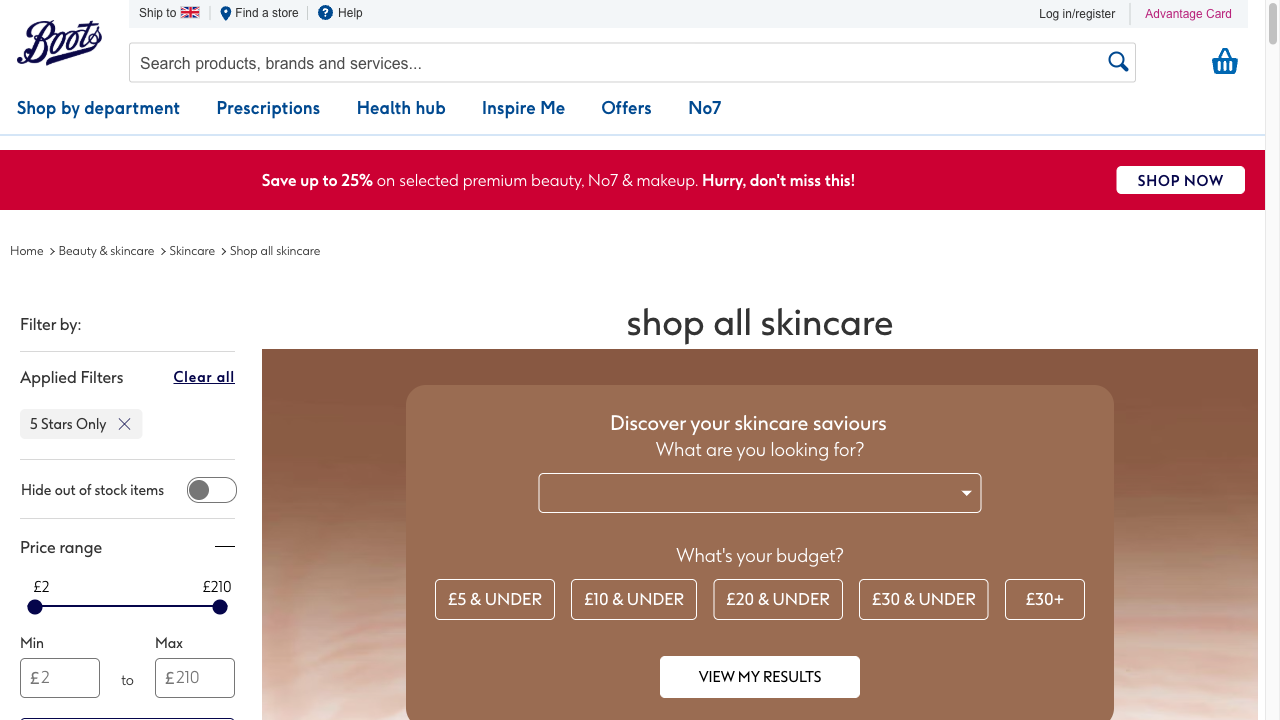 Ship to
Find a store
Help
Log in/register
Advantage Card
Boots
Search products, brands and services...
Shop by department
Prescriptions
Health hub
Inspire Me
Offers
No7
Save up to 25% on selected premium beauty, No7 & makeup. Hurry, don't miss this!
SHOP NOW
Home
Beauty & skincare
Skincare
Shop all skincare
Filter by:
Applied Filters
Clear all
5 Stars Only
Hide out of stock items
Price range
£2
£210
Min
Max
£2
to
£210
shop all skincare
Discover your skincare saviours
What are you looking for?
What's your budget?
£5 & UNDER
£10 & UNDER
£20 & UNDER
£30 & UNDER
£30+
VIEW MY RESULTS